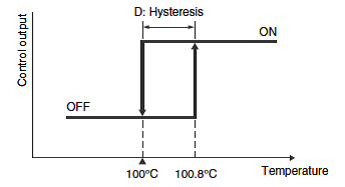 D: Hysteresis
Control output
ON
OFF
100°C
100.8°C
Temperature